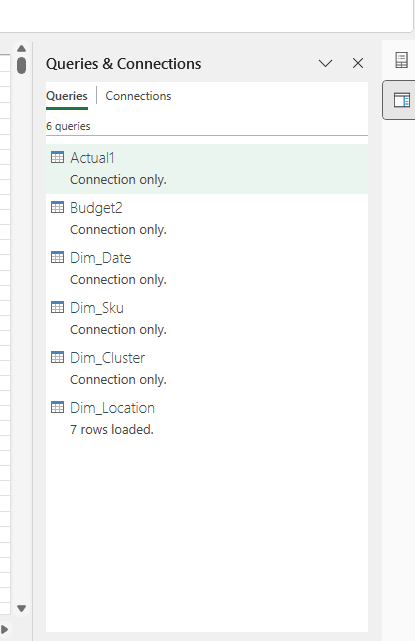 Queries & Connections
Queries
Connections
6 queries
Actual1
Connection only.
Budget2
Connection only.
Dim_Date
Connection only.
Dim_Sku
Connection only.
Dim_Cluster
Connection only.
Dim_Location
7 rows loaded.